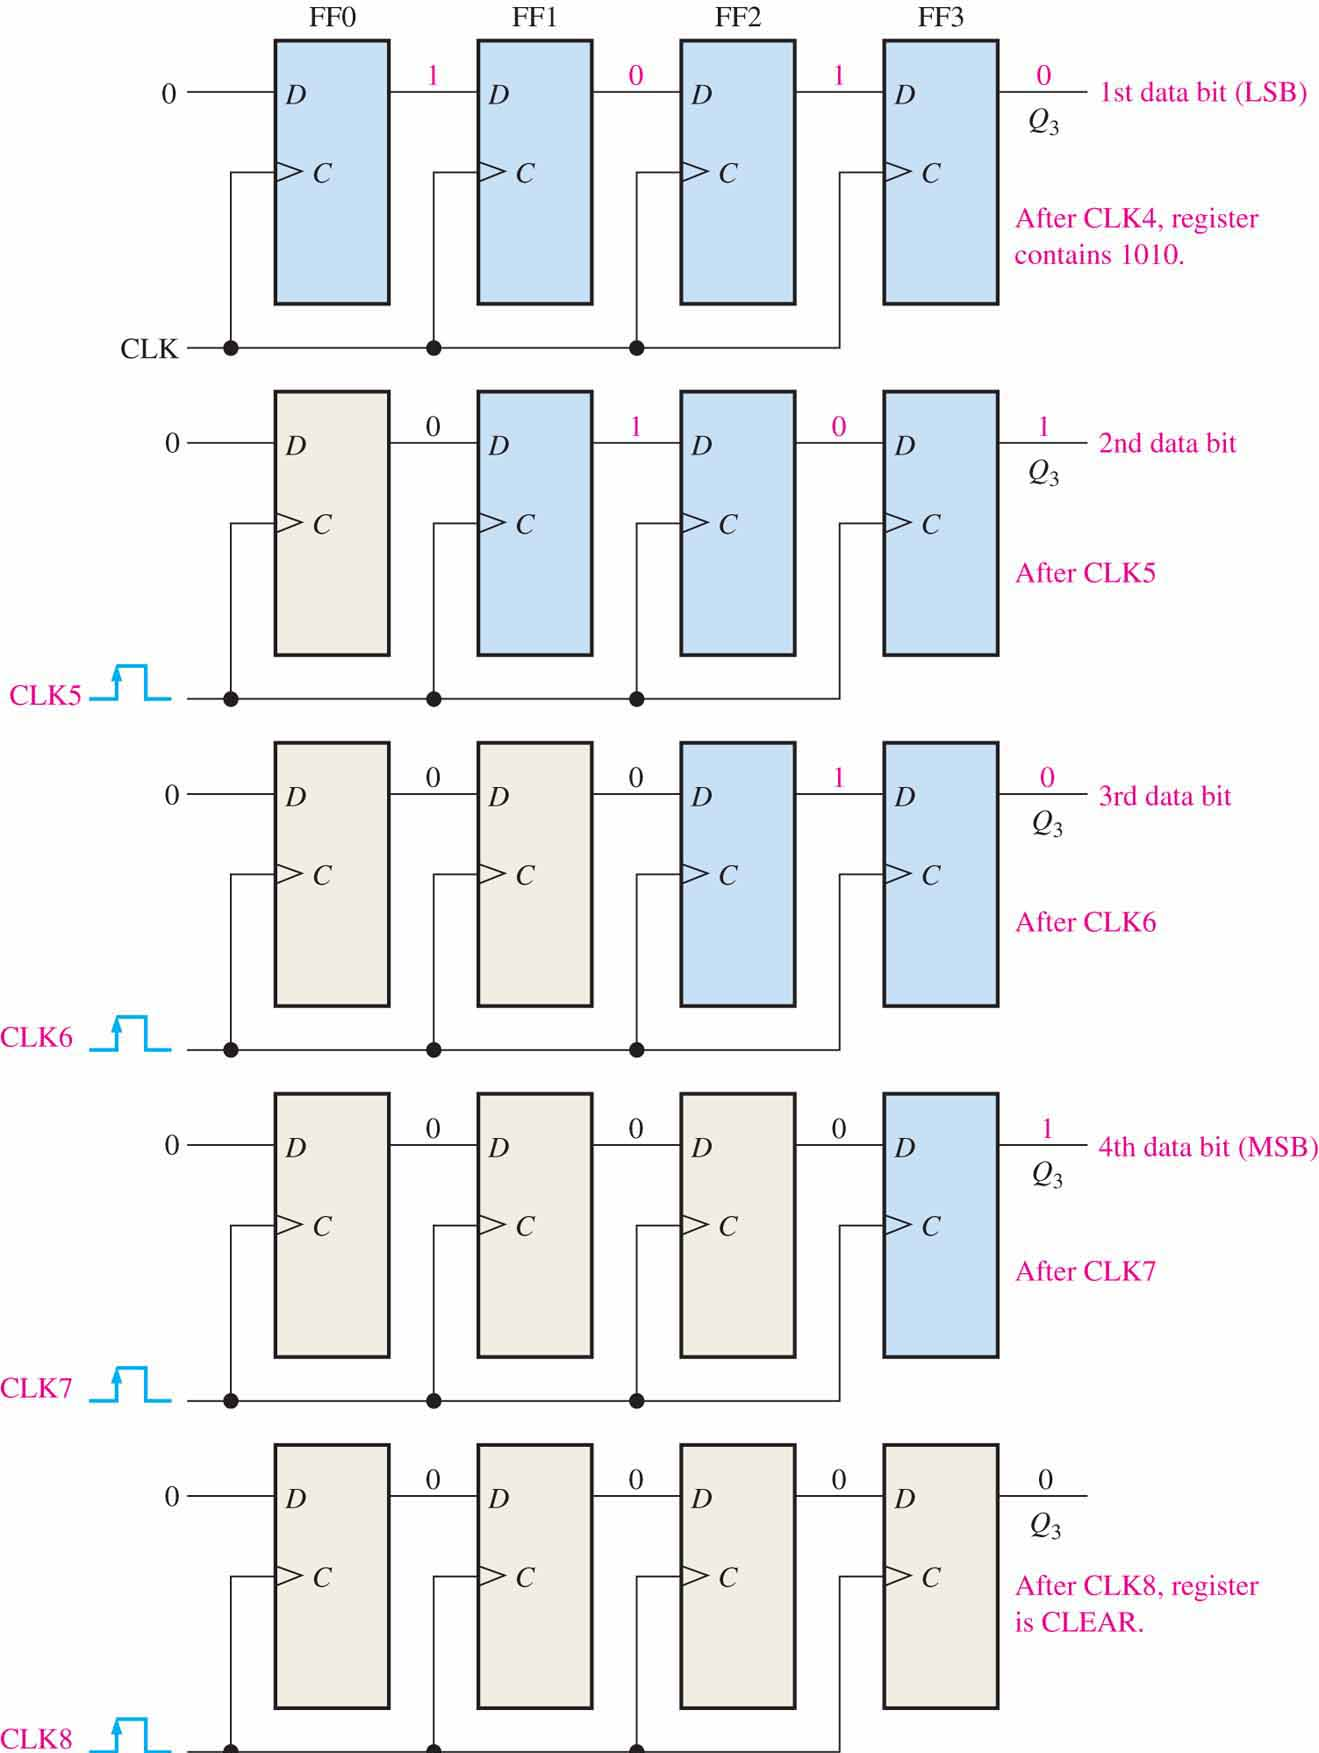 FF0 FF1 FF2 FF3
1 0 1 0
0 D D D D 1st data bit (LSB)
Q3
C C C C
After CLK4, register
contains 1010.
CLK
0 1 0 1
0 D D D D 2nd data bit
Q3
C C C C
After CLK5
CLK5
0 0 1 0
0 D D D D 3rd data bit
Q3
C C C C
After CLK6
CLK6
0 0 0 1
0 D D D D 4th data bit (MSB)
Q3
C C C C
After CLK7
CLK7
0 0 0 0
0 D D D D
Q3
C C C C
After CLK8, register
is CLEAR.
CLK8